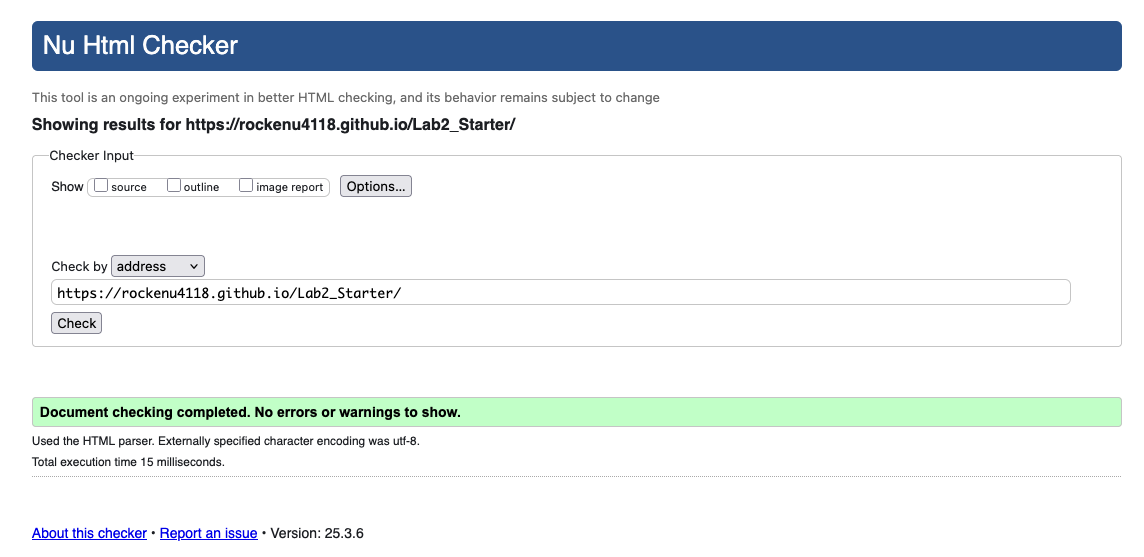 Nu Html Checker
This tool is an ongoing experiment in better HTML checking, and its behavior remains subject to change
Showing results for https://rockenu4118.github.io/Lab2_Starter/
Checker Input
Show source outline image report Options...
Check by address
https://rockenu4118.github.io/Lab2_Starter/
Check
Document checking completed. No errors or warnings to show.
Used the HTML parser. Externally specified character encoding was utf-8.
Total execution time 15 milliseconds.
About this checker • Report an issue • Version: 25.3.6